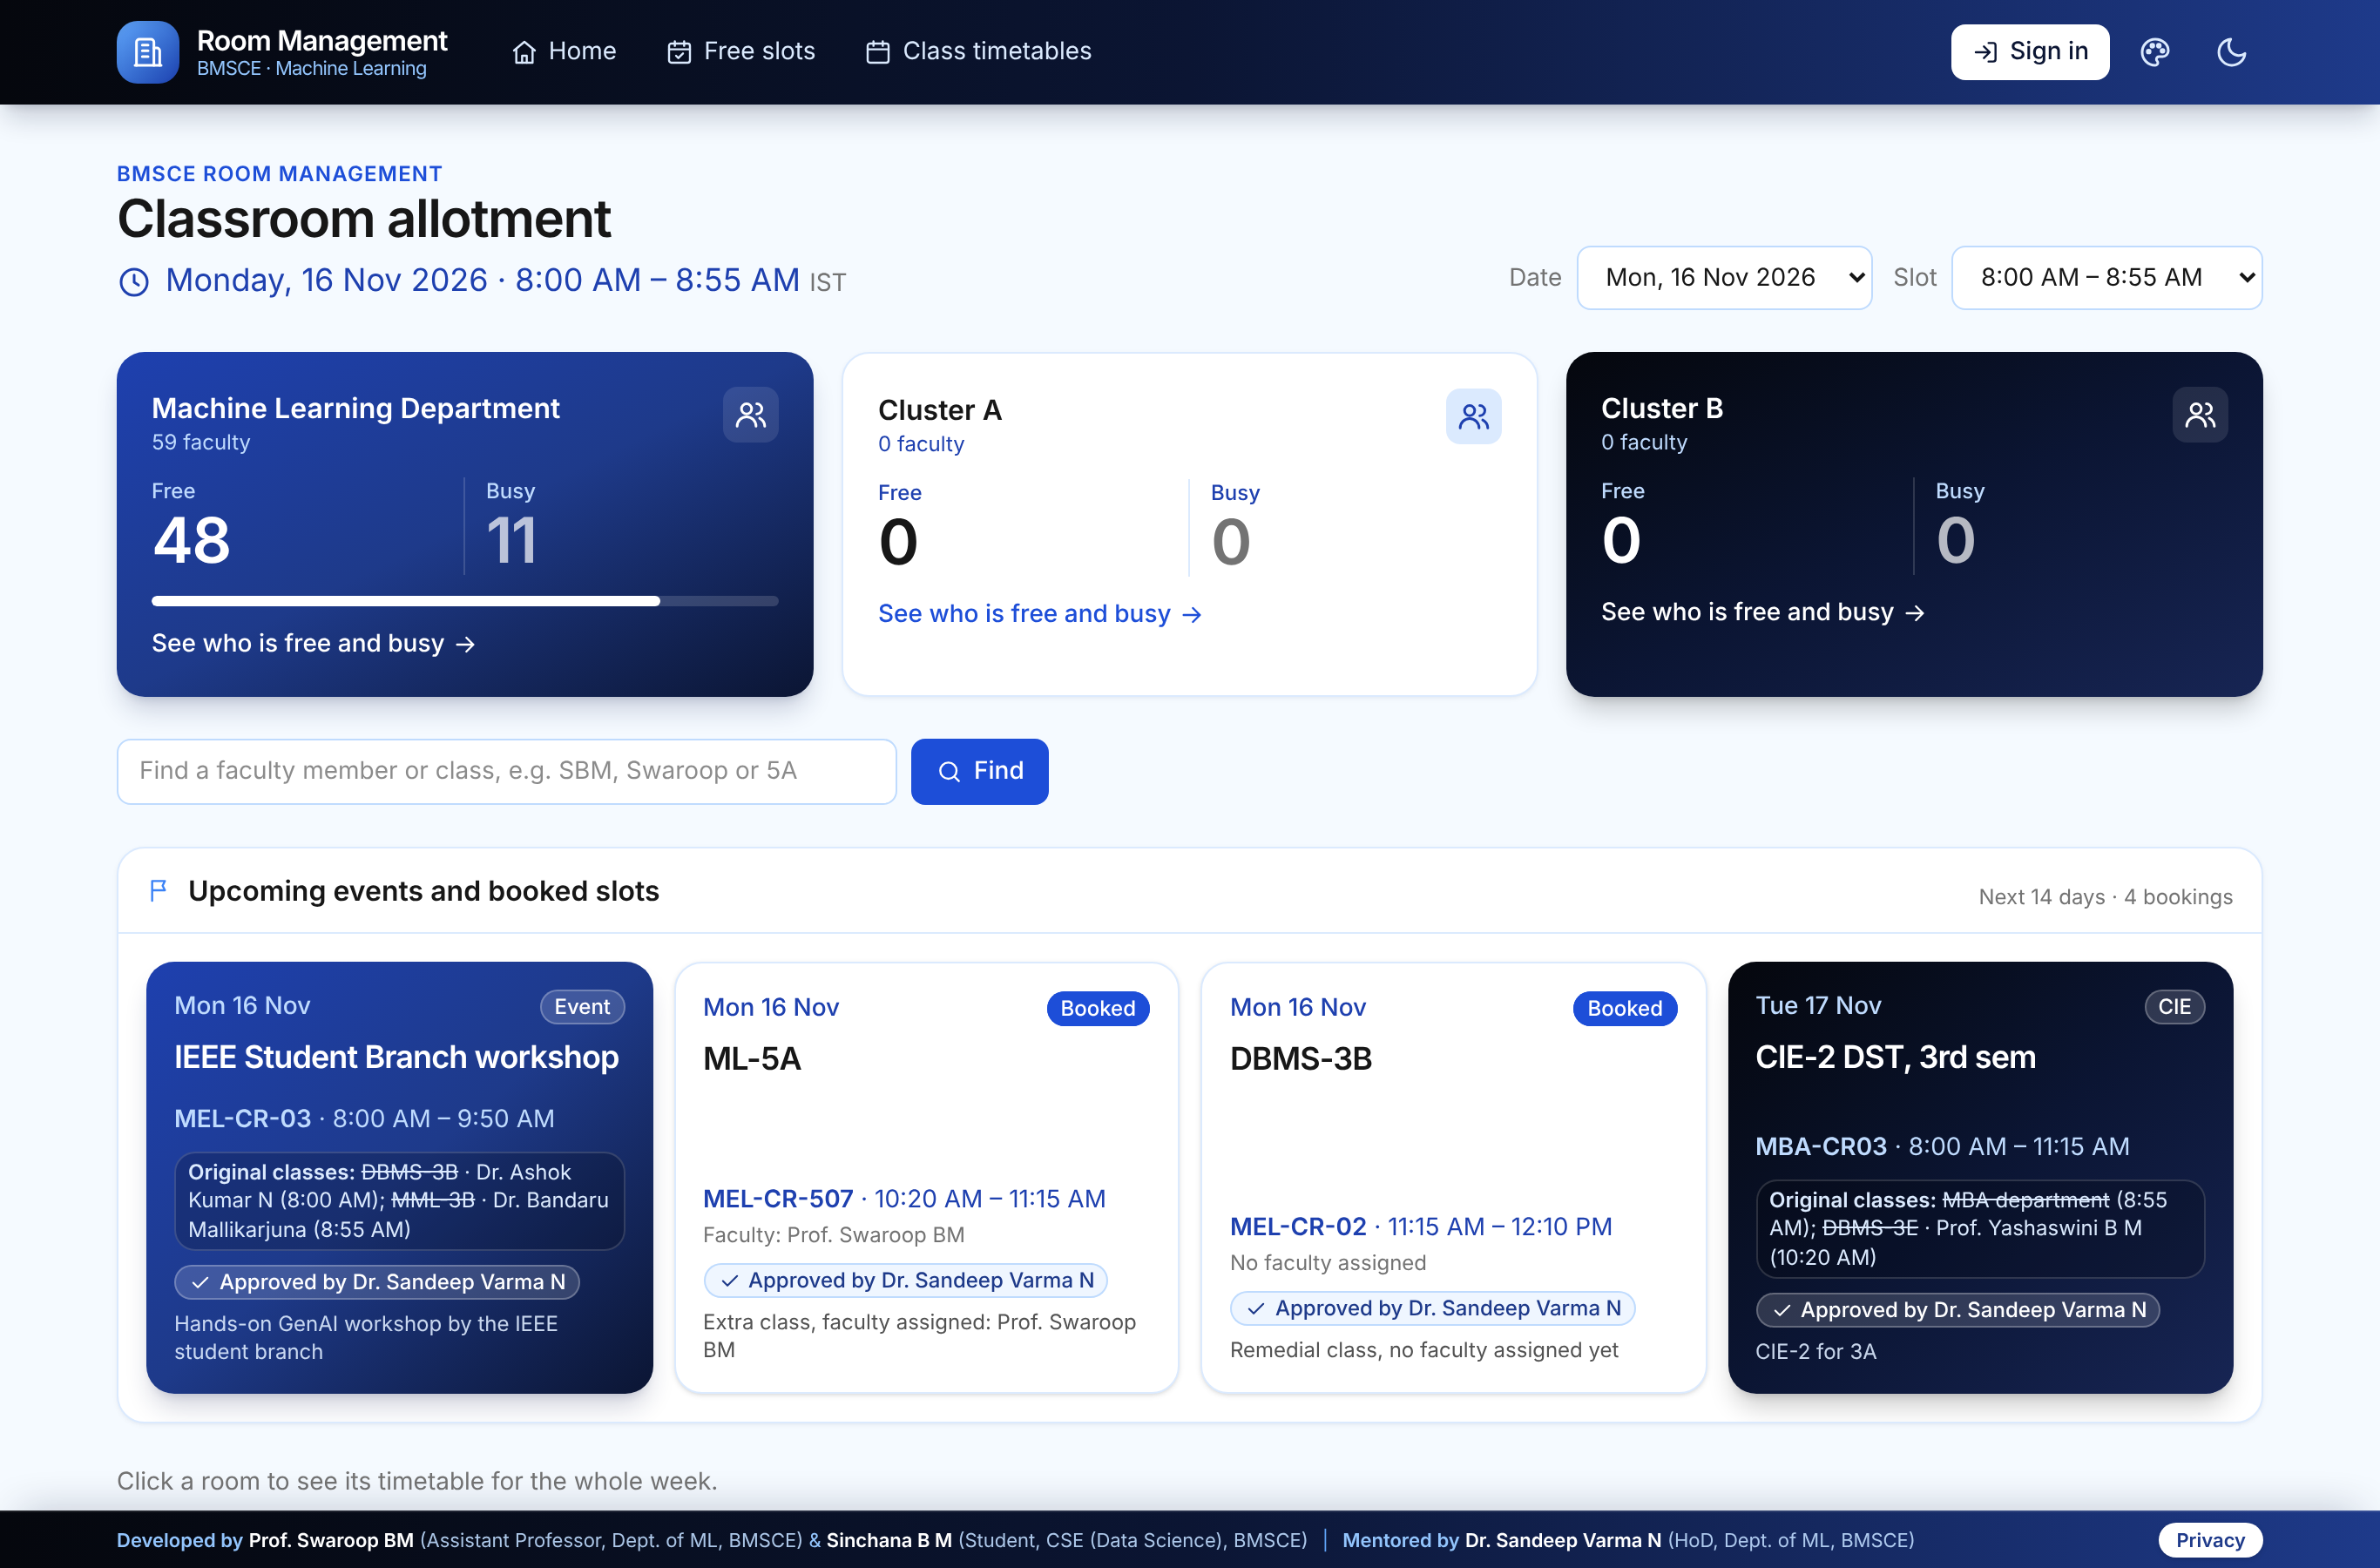 Room Management
BMSCE · Machine Learning
Home
Free slots
Class timetables
Sign in
BMSCE ROOM MANAGEMENT
Classroom allotment
Monday, 16 Nov 2026 · 8:00 AM – 8:55 AM IST
Date
Mon, 16 Nov 2026
Slot
8:00 AM – 8:55 AM
Machine Learning Department
59 faculty
Free
48
Busy
11
See who is free and busy →
Cluster A
0 faculty
Free
0
Busy
0
See who is free and busy →
Cluster B
0 faculty
Free
0
Busy
0
See who is free and busy →
Find a faculty member or class, e.g. SBM, Swaroop or 5A
Find
Upcoming events and booked slots
Next 14 days · 4 bookings
Mon 16 Nov
Event
IEEE Student Branch workshop
MEL-CR-03 · 8:00 AM – 9:50 AM
Original classes: DBMS-3B · Dr. Ashok
Kumar N (8:00 AM); MML-3B · Dr. Bandaru
Mallikarjuna (8:55 AM)
Approved by Dr. Sandeep Varma N
Hands-on GenAI workshop by the IEEE
student branch
Mon 16 Nov
Booked
ML-5A
MEL-CR-507 · 10:20 AM – 11:15 AM
Faculty: Prof. Swaroop BM
Approved by Dr. Sandeep Varma N
Extra class, faculty assigned: Prof. Swaroop
BM
Mon 16 Nov
Booked
DBMS-3B
MEL-CR-02 · 11:15 AM – 12:10 PM
No faculty assigned
Approved by Dr. Sandeep Varma N
Remedial class, no faculty assigned yet
Tue 17 Nov
CIE
CIE-2 DST, 3rd sem
MBA-CR03 · 8:00 AM – 11:15 AM
Original classes: MBA department (8:55
AM); DBMS-3E · Prof. Yashaswini B M
(10:20 AM)
Approved by Dr. Sandeep Varma N
CIE-2 for 3A
Click a room to see its timetable for the whole week.
Developed by Prof. Swaroop BM (Assistant Professor, Dept. of ML, BMSCE) & Sinchana B M (Student, CSE (Data Science), BMSCE) | Mentored by Dr. Sandeep Varma N (HoD, Dept. of ML, BMSCE)
Privacy